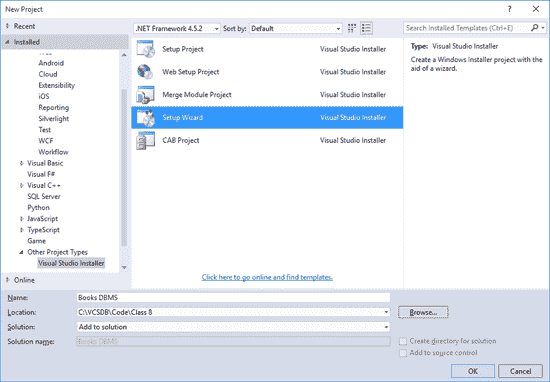 New Project
? ×
Recent
.NET Framework 4.5.2 Sort by: Default
Search Installed Templates (Ctrl+E)
Installed
Android
Cloud
Extensibility
iOS
Reporting
Silverlight
Test
WCF
Workflow
Visual Basic
Visual F#
Visual C++
SQL Server
Python
JavaScript
TypeScript
Game
Other Project Types
Visual Studio Installer
Online
Setup Project Visual Studio Installer
Web Setup Project Visual Studio Installer
Merge Module Project Visual Studio Installer
Setup Wizard Visual Studio Installer
CAB Project Visual Studio Installer
Click here to go online and find templates.
Type: Visual Studio Installer
Create a Windows Installer project with the
aid of a wizard.
Name: Books DBMS
Location: C:\VCSDB\Code\Class 8
Browse...
Solution: Add to solution
Solution name: Books DBMS
Create directory for solution
Add to source control
OK Cancel